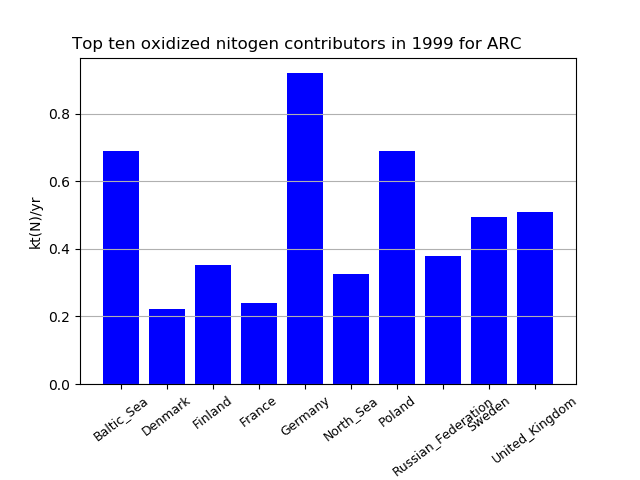 Top ten oxidized nitogen contributors in 1999 for ARC
kt(N)/yr
0.8
0.6
0.4
0.2
0.0
Baltic_Sea
Denmark
Finland
France
Germany
North_Sea
Poland
Russian_Federation
Sweden
United_Kingdom